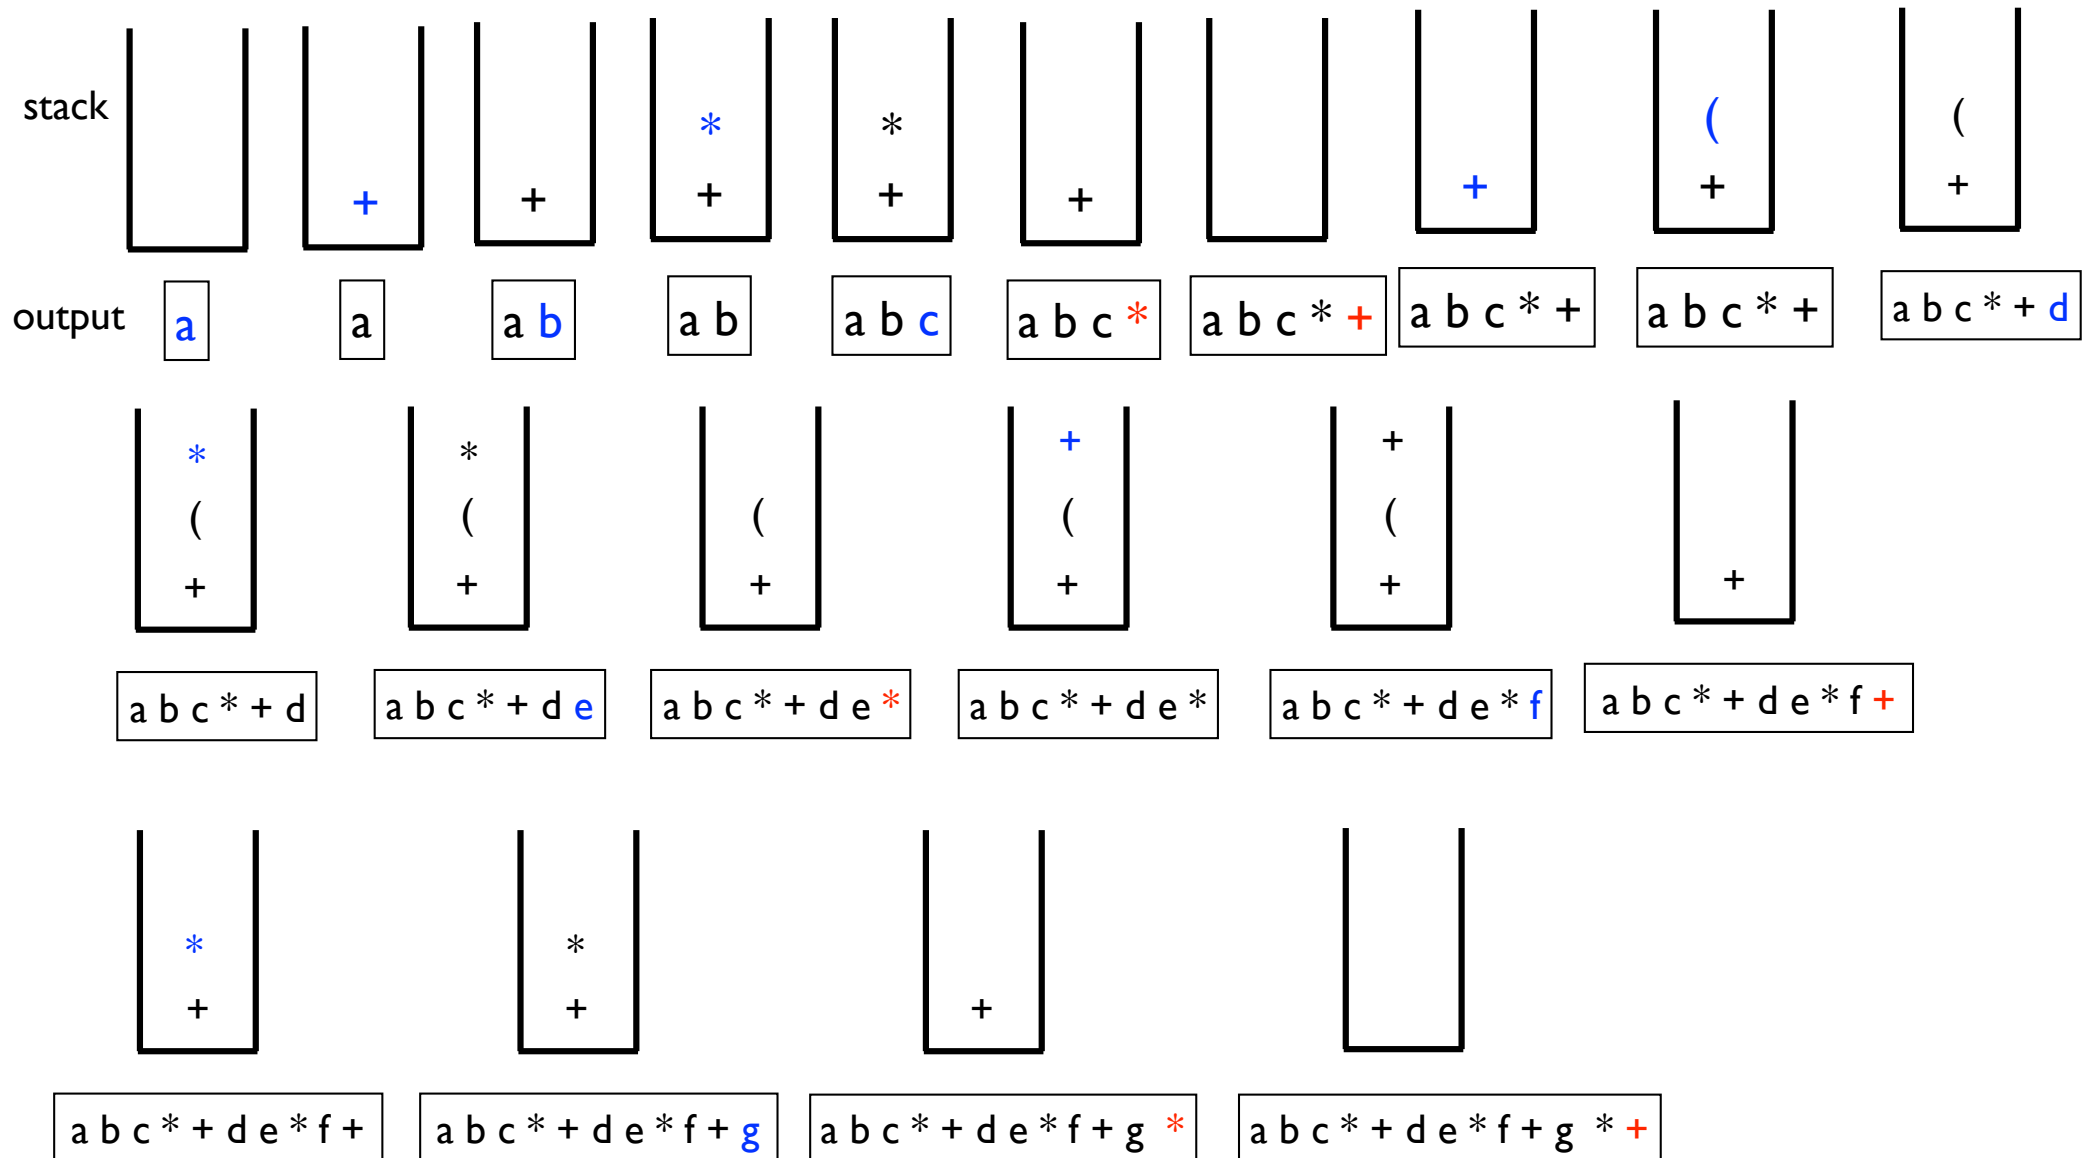 stack
+ + * + * + + + ( + ( +
output a a a b a b a b c a b c * a b c * + a b c * + a b c * + a b c * + d
* ( + * ( + ( + + ( + + ( + +
a b c * + d a b c * + d e a b c * + d e * a b c * + d e * a b c * + d e * f a b c * + d e * f +
* + * + +
a b c * + d e * f + a b c * + d e * f + g a b c * + d e * f + g * a b c * + d e * f + g * +